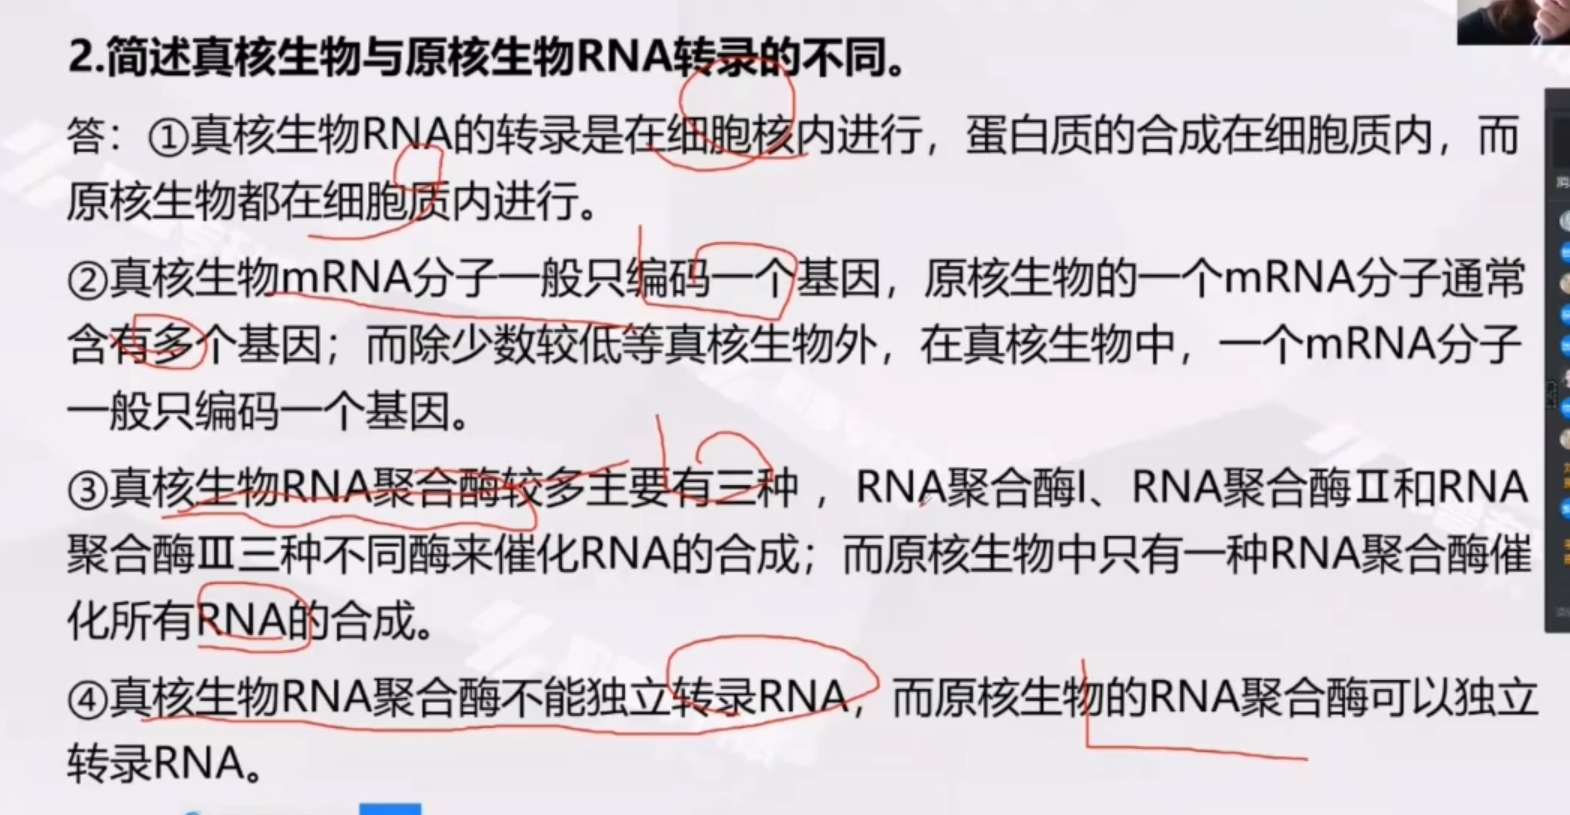 2.简述真核生物与原核生物RNA转录的不同。
答：①真核生物RNA的转录是在细胞核内进行，蛋白质的合成在细胞质内，而
原核生物都在细胞质内进行。
②真核生物mRNA分子一般只编码一个基因，原核生物的一个mRNA分子通常
含有多个基因；而除少数较低等真核生物外，在真核生物中，一个mRNA分子
一般只编码一个基因。
③真核生物RNA聚合酶较多主要有三种，RNA聚合酶Ⅰ、RNA聚合酶Ⅱ和RNA
聚合酶Ⅲ三种不同酶来催化RNA的合成；而原核生物中只有一种RNA聚合酶催
化所有RNA的合成。
④真核生物RNA聚合酶不能独立转录RNA，而原核生物的RNA聚合酶可以独立
转录RNA。